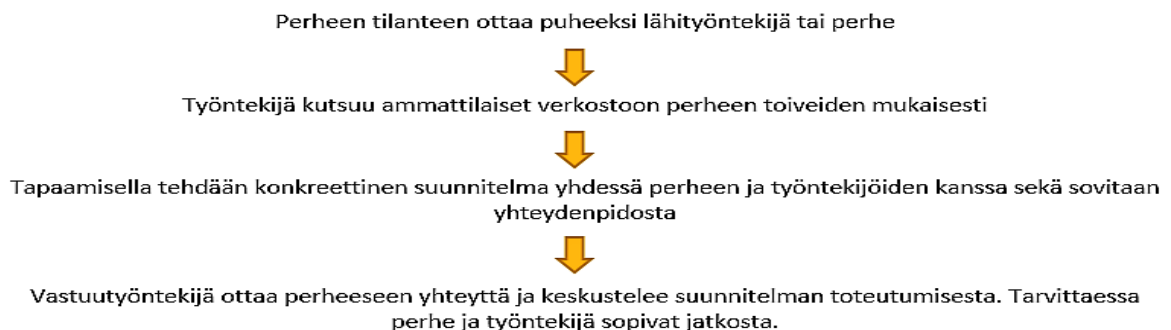 Perheen tilanteen ottaa puheeksi lähityöntekijä tai perhe
Työntekijä kutsuu ammattilaiset verkostoon perheen toiveiden mukaisesti
Tapaamisella tehdään konkreettinen suunnitelma yhdessä perheen ja työntekijöiden kanssa sekä sovitaan
yhteydenpidosta
Vastuutyöntekijä ottaa perheeseen yhteyttä ja keskustelee suunnitelman toteutumisesta. Tarvittaessa
perhe ja työntekijä sopivat jatkosta.